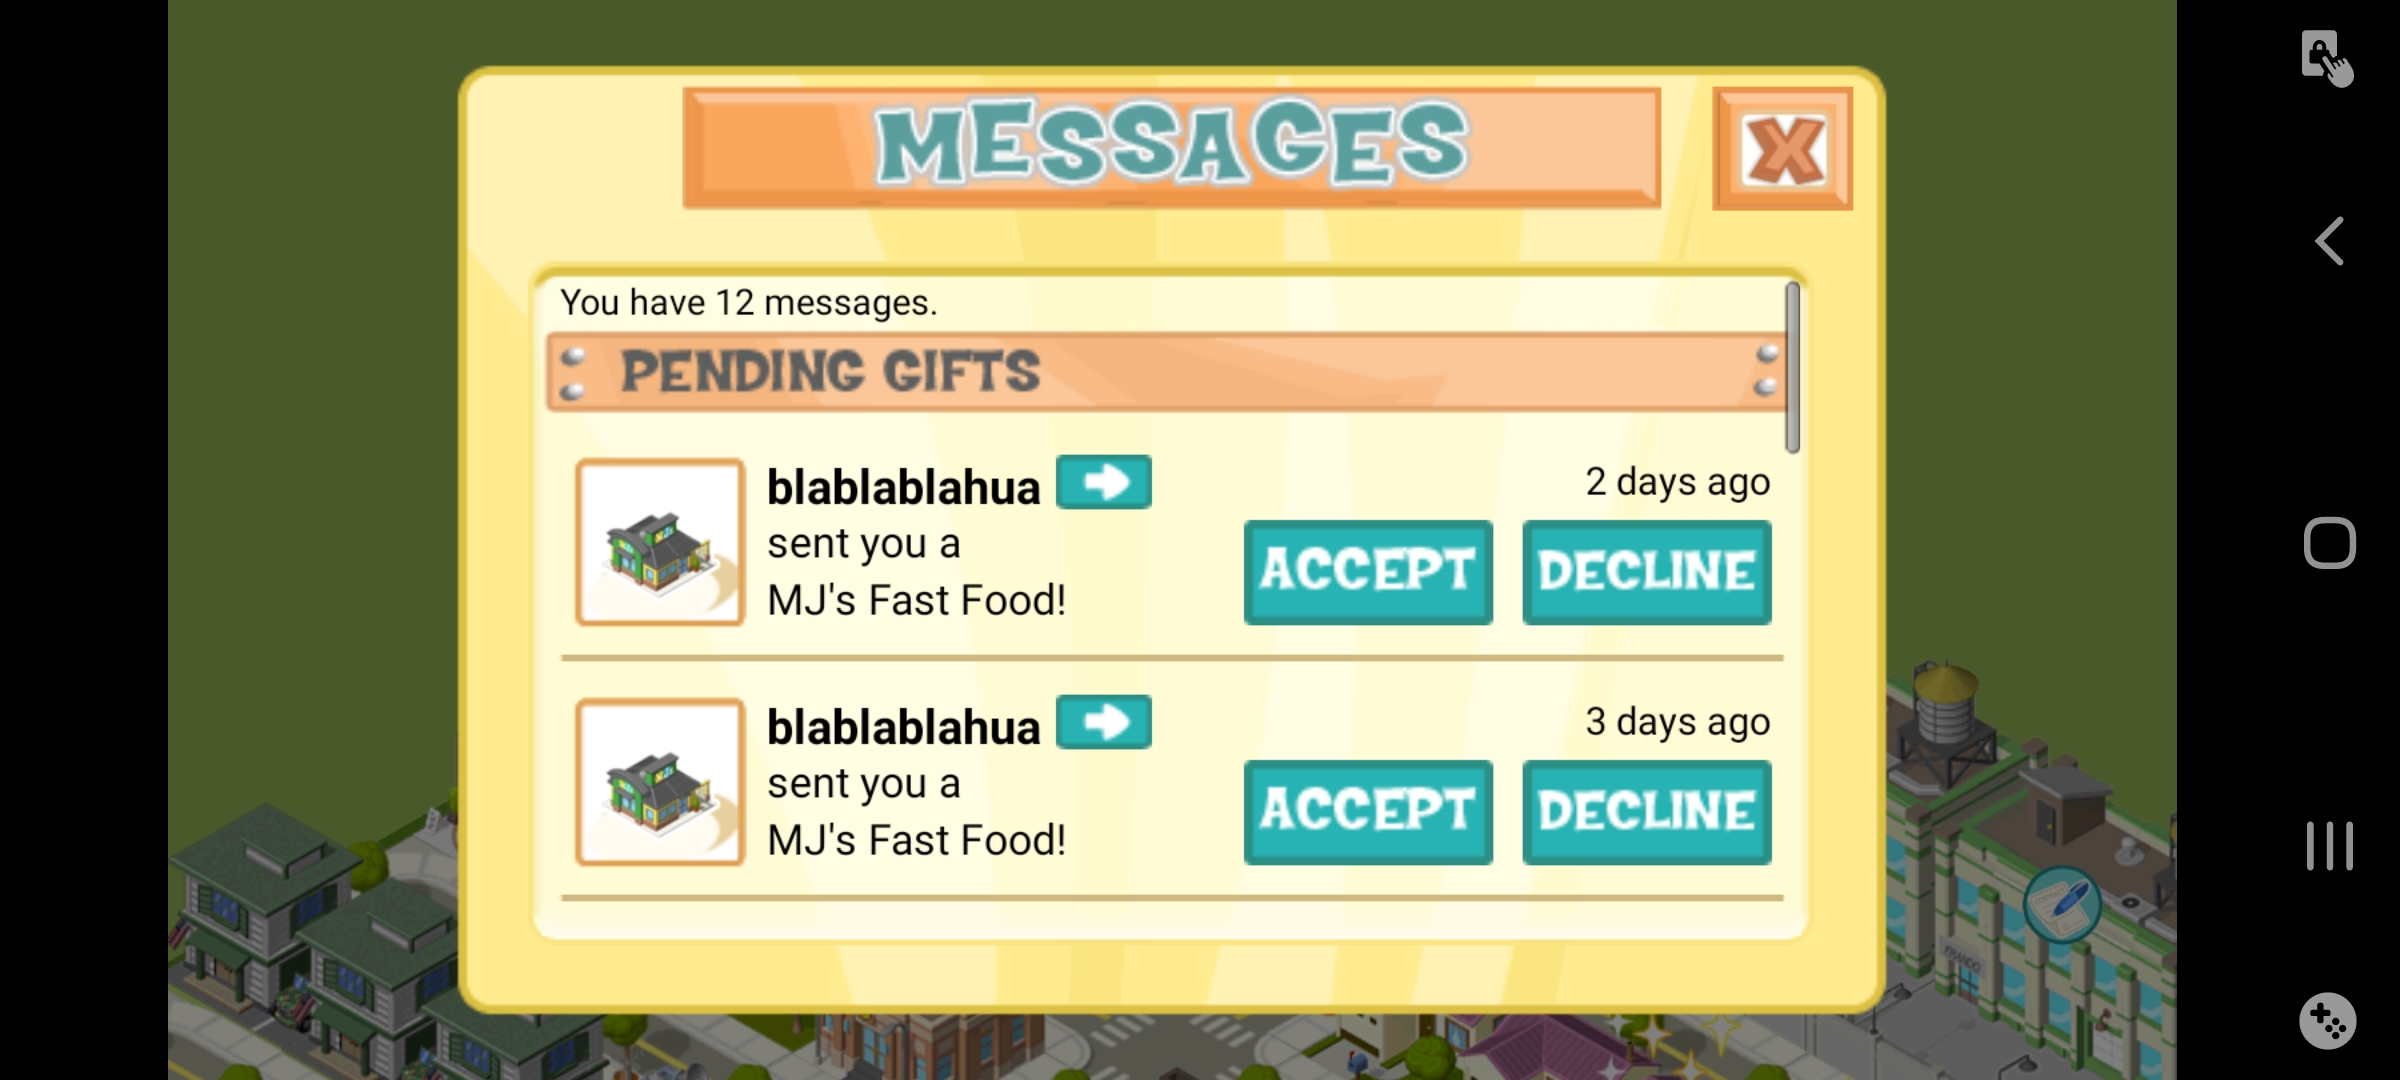 MESSAGES
You have 12 messages.
PENDING GIFTS
blablablahua
2 days ago
sent you a
MJ's Fast Food!
ACCEPT
DECLINE
blablablahua
3 days ago
sent you a
MJ's Fast Food!
ACCEPT
DECLINE